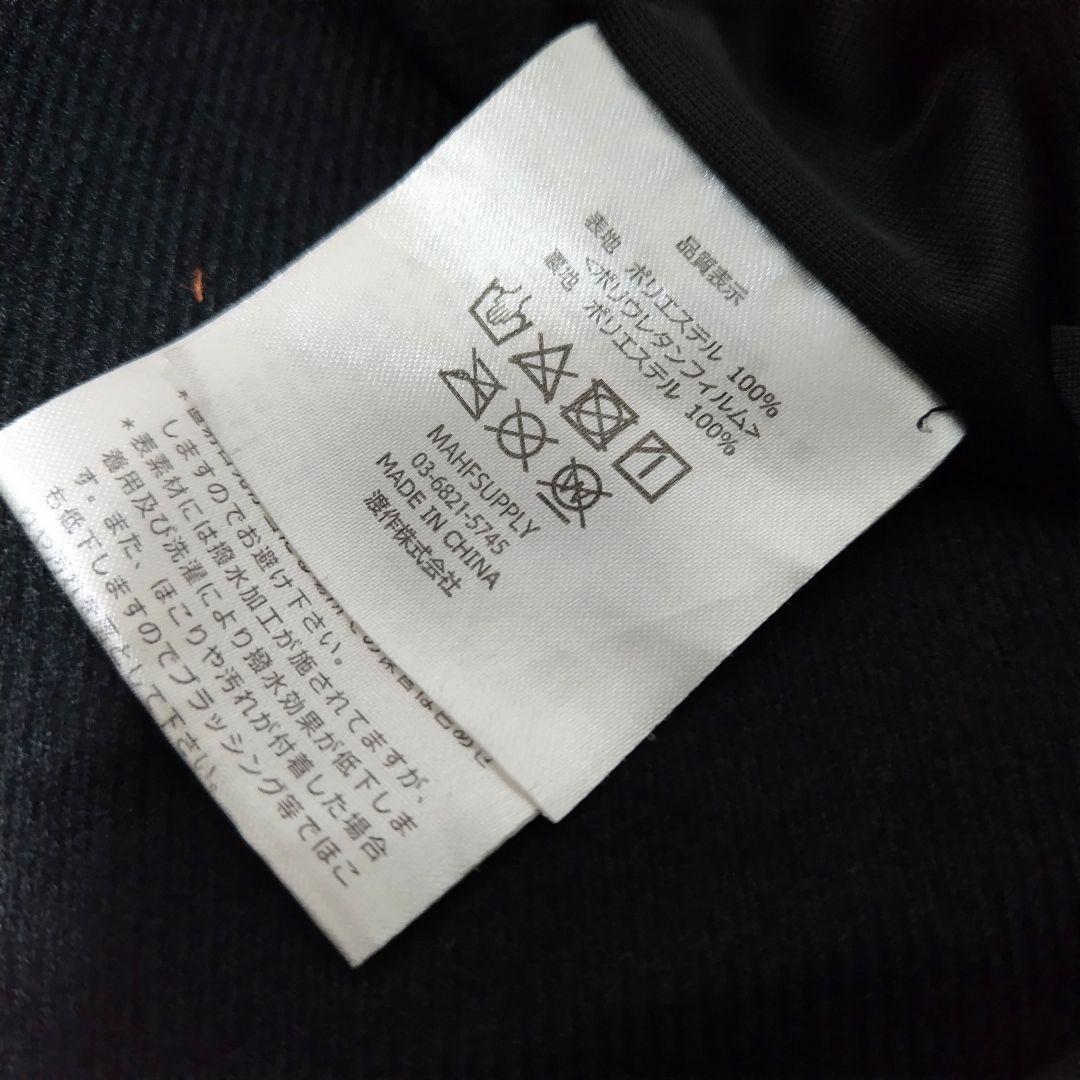 品質表示
表地 ポリエステル 100%
<ポリウレタンフィルム>
裏地 ポリエステル 100%
MAHFSUPPLY
03-6821-5745
MADE IN CHINA
渡作株式会社
しますのでお避け下さい。
*表素材には撥水加工が施されてますが、
着用及び洗濯により撥水効果が低下しま
す。また、ほこりや汚れが付着した場合
も低下しますのでブラッシング等でほこ
して下さい。